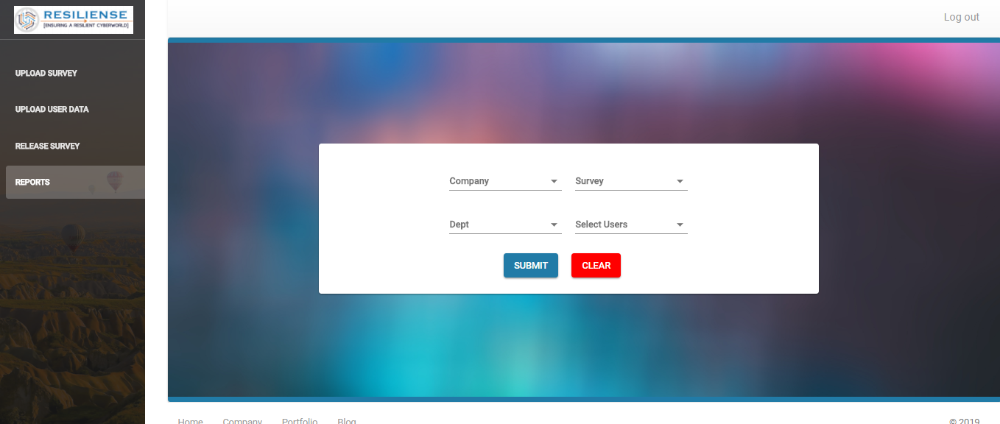 RESILIENSE
[ENSURING A RESILIENT CYBERWORLD]
Log out
UPLOAD SURVEY
UPLOAD USER DATA
RELEASE SURVEY
REPORTS
Company
Survey
Dept
Select Users
SUBMIT
CLEAR
Home
Company
Portfolio
Blog
© 2019